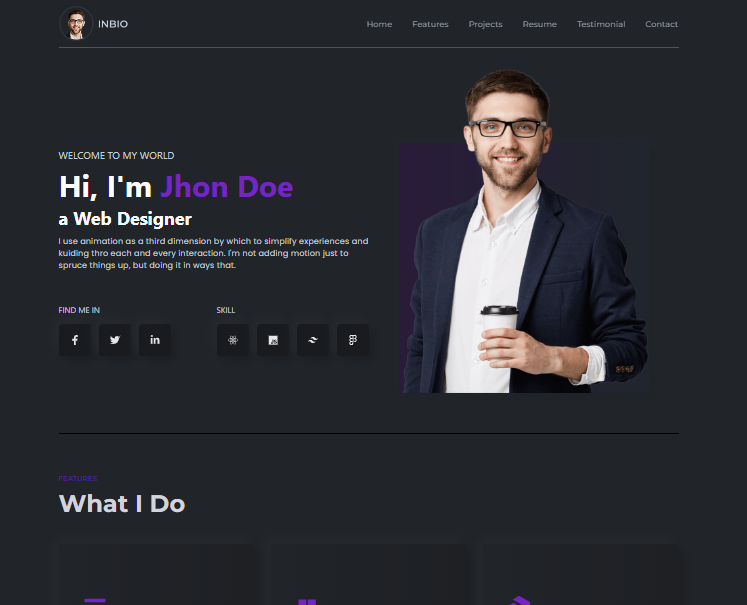 INBIO
Home Features Projects Resume Testimonial Contact
WELCOME TO MY WORLD
Hi, I'm Jhon Doe
a Web Designer
I use animation as a third dimension by which to simplify experiences and
kuiding thro each and every interaction. I'm not adding motion just to
spruce things up, but doing it in ways that.
FIND ME IN
SKILL
FEATURES
What I Do